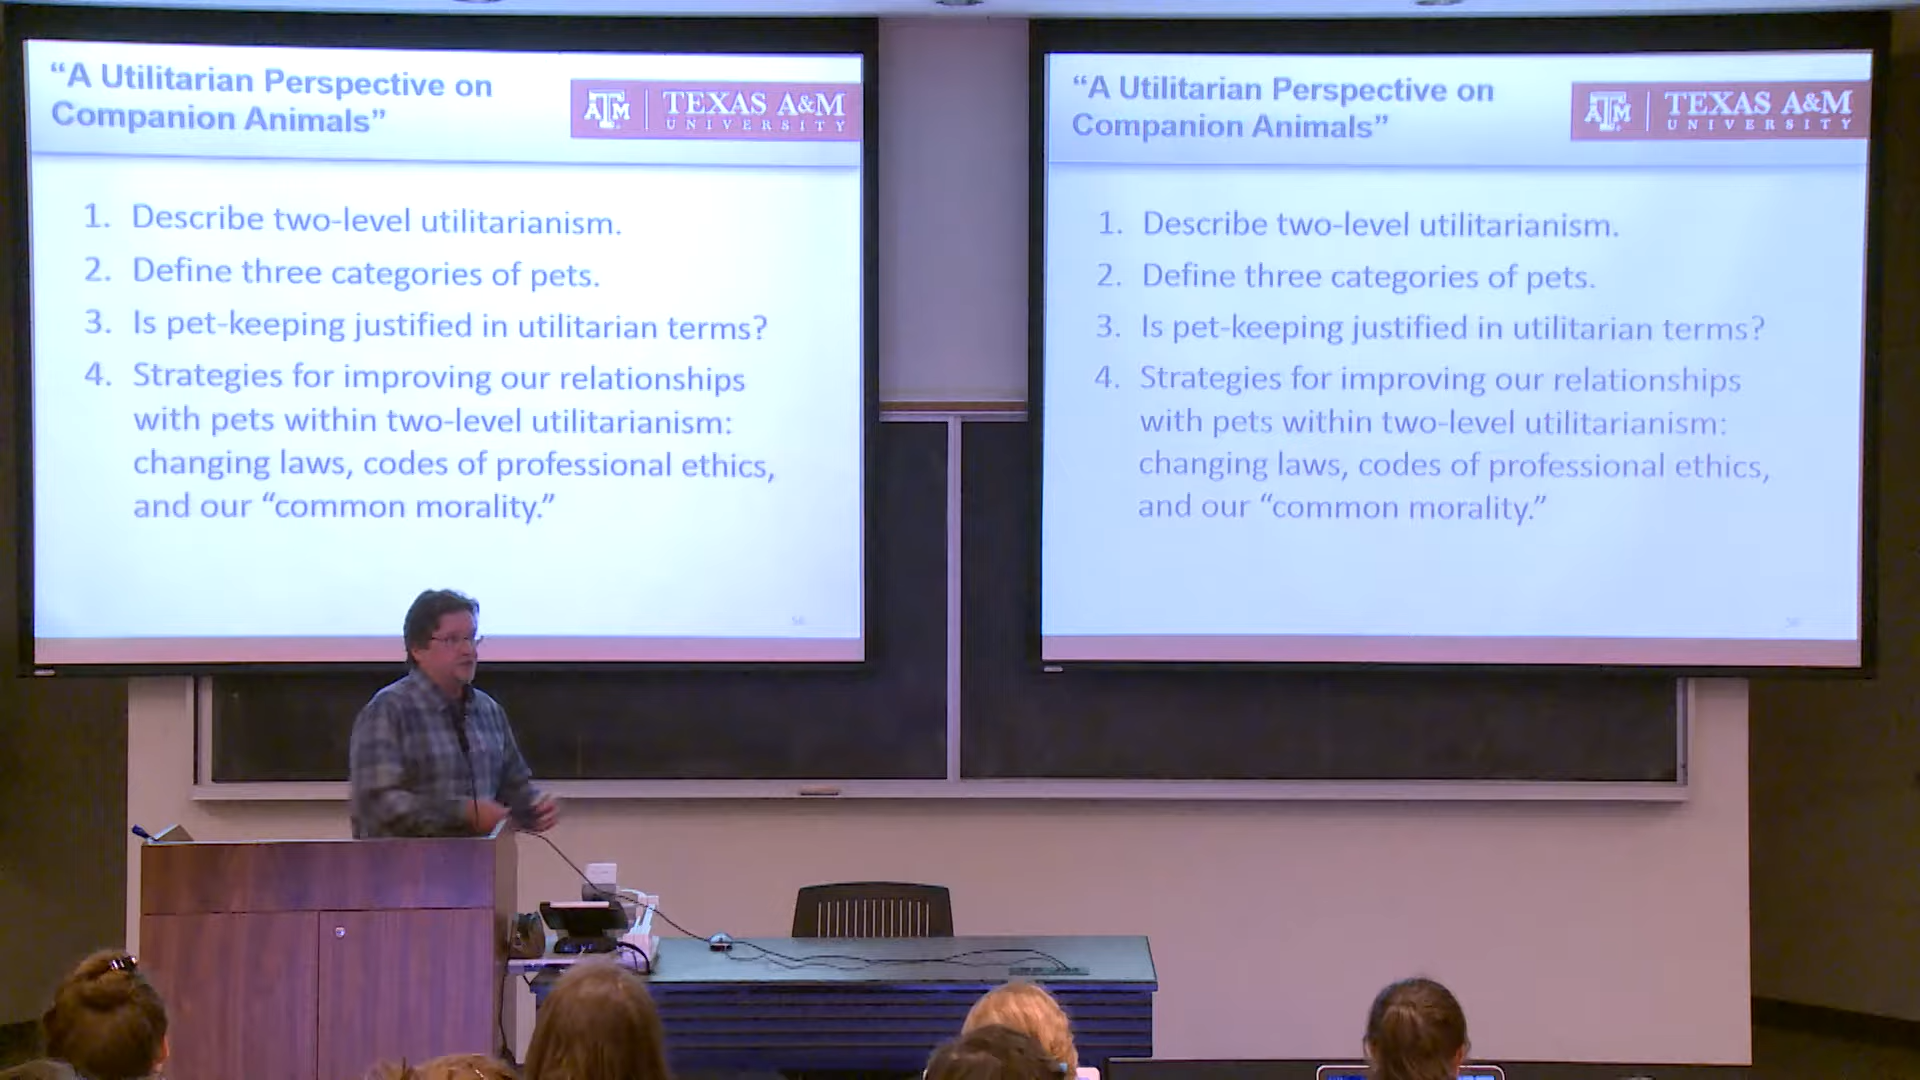 “A Utilitarian Perspective on
Companion Animals”
ATM
TEXAS A&M
UNIVERSITY
1. Describe two-level utilitarianism.
2. Define three categories of pets.
3. Is pet-keeping justified in utilitarian terms?
4. Strategies for improving our relationships
with pets within two-level utilitarianism:
changing laws, codes of professional ethics,
and our “common morality.”
“A Utilitarian Perspective on
Companion Animals”
ATM
TEXAS A&M
UNIVERSITY
1. Describe two-level utilitarianism.
2. Define three categories of pets.
3. Is pet-keeping justified in utilitarian terms?
4. Strategies for improving our relationships
with pets within two-level utilitarianism:
changing laws, codes of professional ethics,
and our “common morality.”